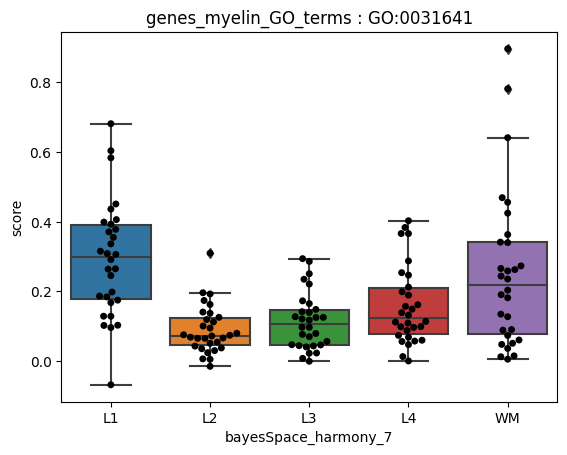 genes_myelin_GO_terms : GO:0031641
score
0.8
0.6
0.4
0.2
0.0
L1 L2 L3 L4 WM
bayesSpace_harmony_7